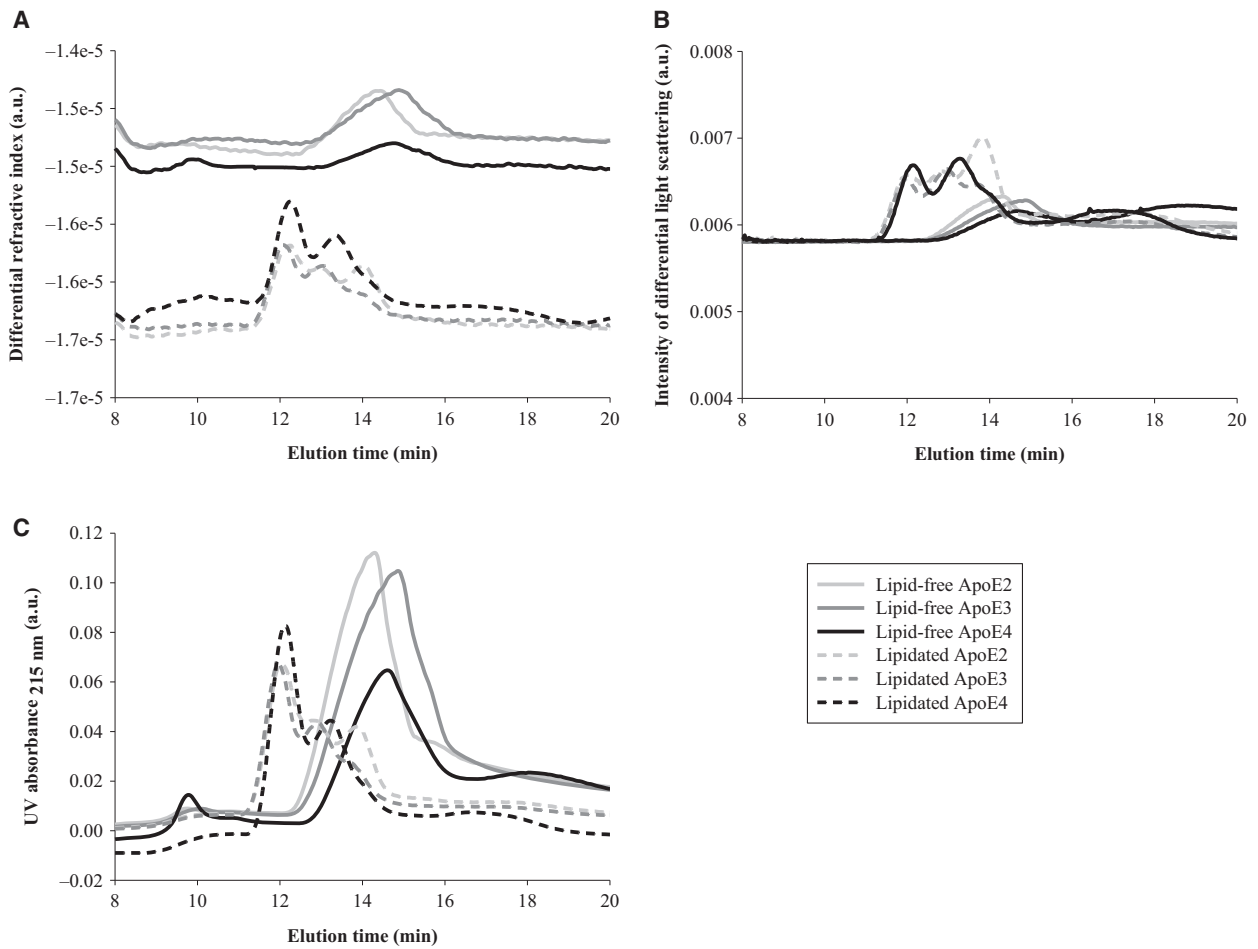 A
Differential refractive index (a.u.)
–1.4e-5
–1.5e-5
–1.5e-5
–1.6e-5
–1.6e-5
–1.7e-5
–1.7e-5
8 10 12 14 16 18 20
Elution time (min)
B
Intensity of differential light scattering (a.u.)
0.008
0.007
0.006
0.005
0.004
8 10 12 14 16 18 20
Elution time (min)
C
UV absorbance 215 nm (a.u.)
0.12
0.10
0.08
0.06
0.04
0.02
0.00
–0.02
8 10 12 14 16 18 20
Elution time (min)
Lipid-free ApoE2
Lipid-free ApoE3
Lipid-free ApoE4
Lipidated ApoE2
Lipidated ApoE3
Lipidated ApoE4